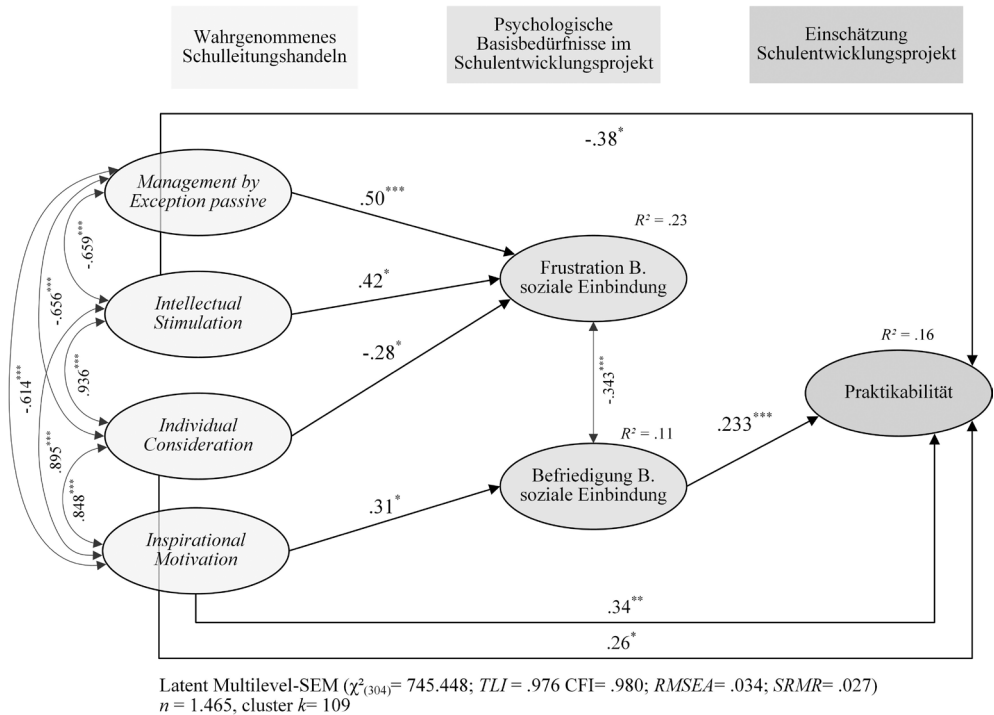 Wahrgenommenes
Schulleitungshandeln
Psychologische
Basisbedürfnisse im
Schulentwicklungsprojekt
Einschätzung
Schulentwicklungsprojekt
-.38*
Management by
Exception passive
.50***
R² = .23
-.659***
Frustration B.
soziale Einbindung
.42*
Intellectual
Stimulation
-.656***
-.28*
R² = .16
.936***
-.614***
-.343***
Praktikabilität
Individual
Consideration
.233***
R² = .11
.895***
Befriedigung B.
soziale Einbindung
.848***
.31*
Inspirational
Motivation
.34**
.26*
Latent Multilevel-SEM (χ²(304)= 745.448; TLI = .976 CFI= .980; RMSEA= .034; SRMR= .027)
n = 1.465, cluster k= 109